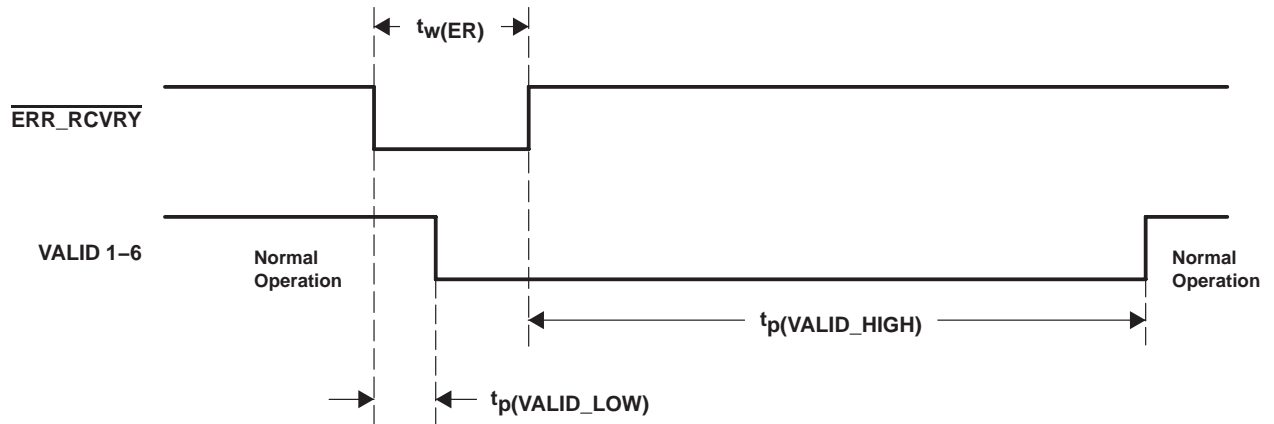 tw(ER)
ERR_RCVRY
VALID 1–6
Normal
Operation
Normal
Operation
tp(VALID_HIGH)
tp(VALID_LOW)